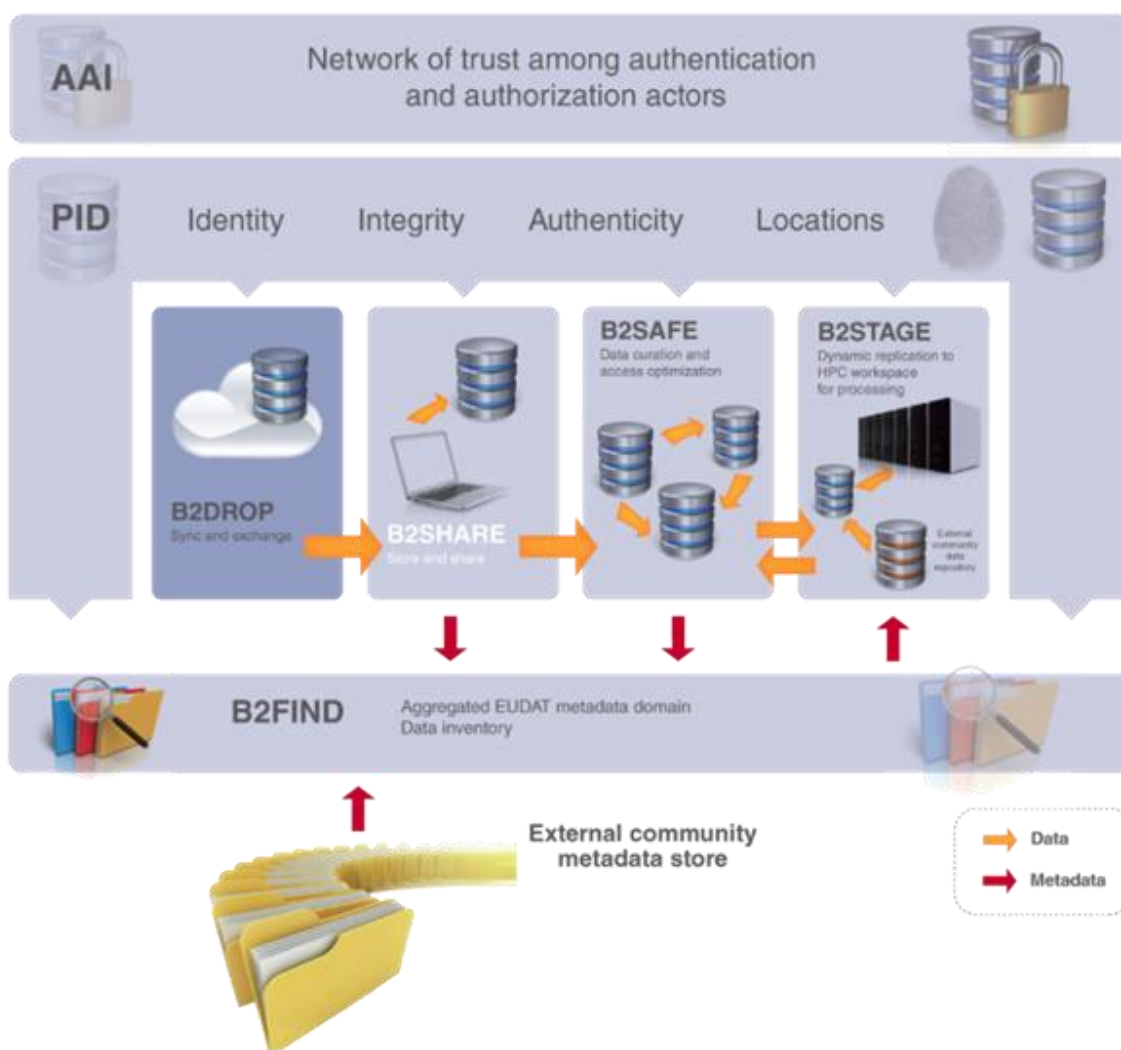 AAI
Network of trust among authentication
and authorization actors
PID
Identity
Integrity
Authenticity
Locations
B2DROP
Sync and exchange
B2SHARE
Store and share
B2SAFE
Data curation and
access optimization
B2STAGE
Dynamic replication to
HPC workspace
for processing
External
community
data
repository
B2FIND
Aggregated EUDAT metadata domain
Data inventory
External community
metadata store
Data
Metadata